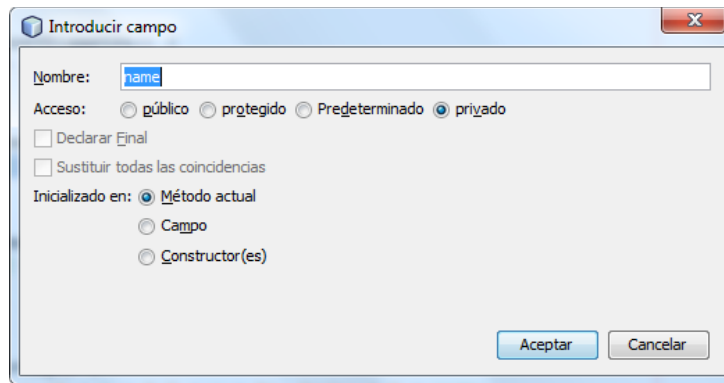 Introducir campo
Nombre: name
Acceso: público protegido Predeterminado privado
Declarar Final
Sustituir todas las coincidencias
Inicializado en: Método actual
Campo
Constructor(es)
Aceptar Cancelar